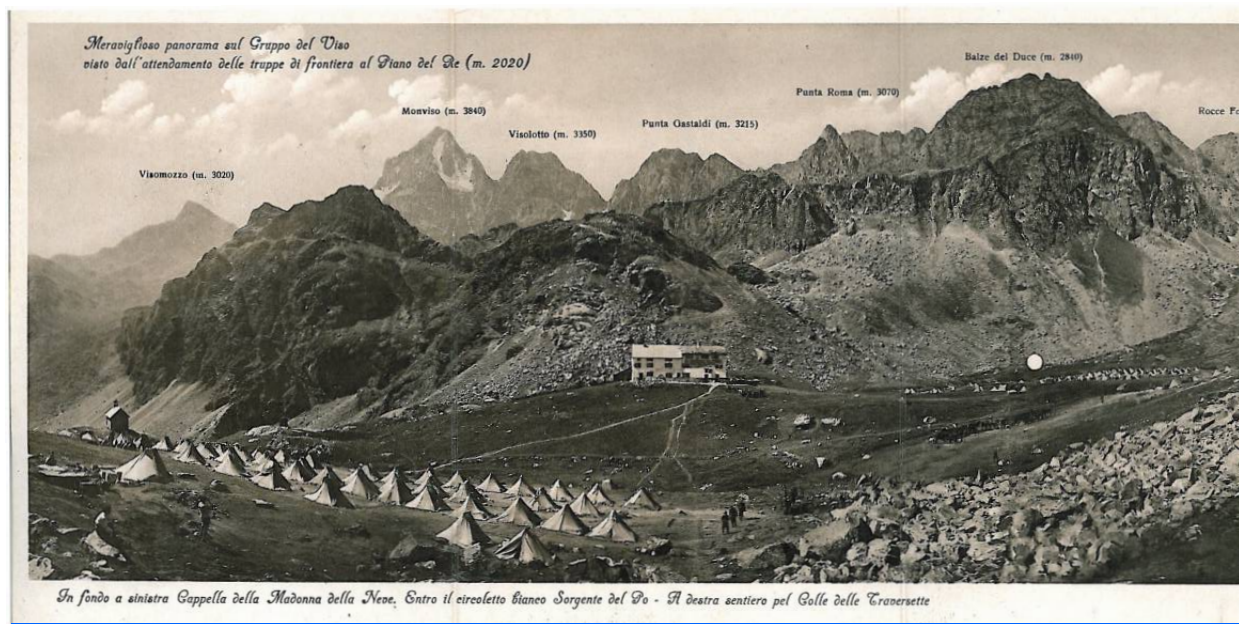 Meraviglioso panorama sul Gruppo del Viso
visto dall'attendamento delle truppe di frontiera al Piano del Re (m. 2020)
Balze del Duce (m. 2840)
Punta Roma (m. 3070)
Monviso (m. 3840)
Rocce Fo
Punta Gastaldi (m. 3215)
Visolotto (m. 3350)
Visomozzo (m. 3020)
In fondo a sinistra Cappella della Madonna della Neve. Entro il circoletto bianco Sorgente del Po - A destra sentiero pel Colle delle Traversette